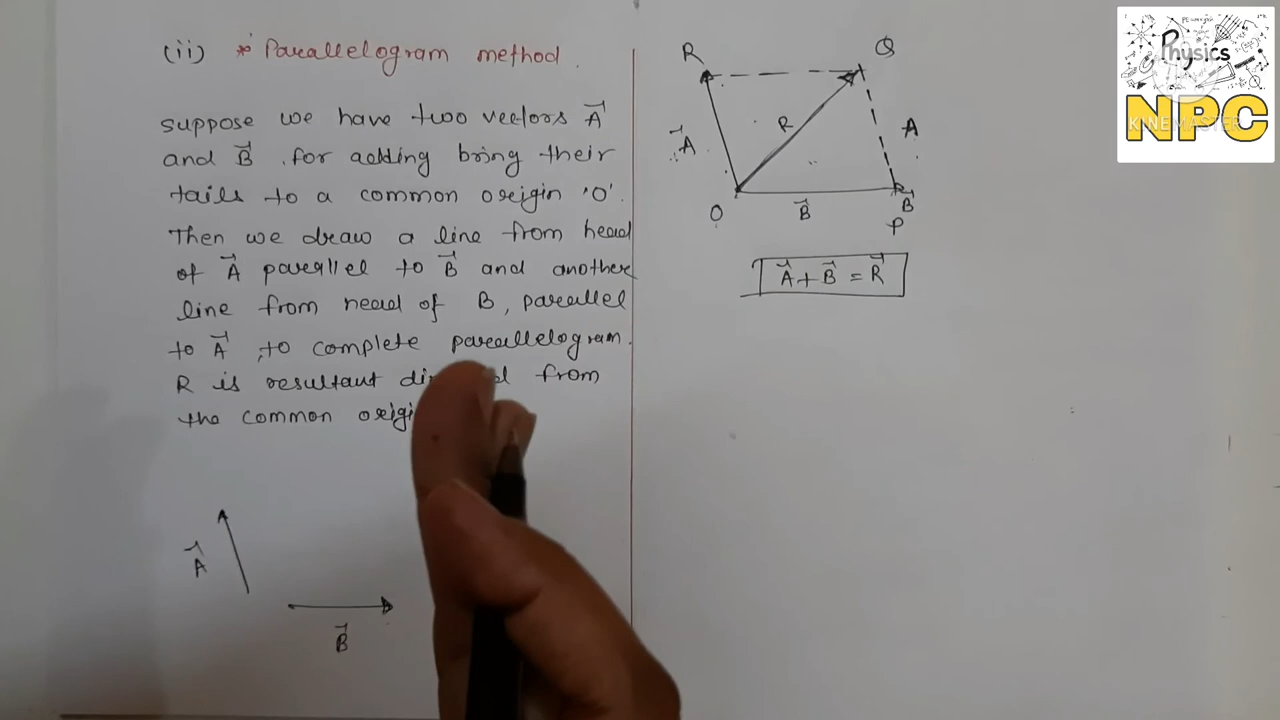 (ii) * Parallelogram method.
suppose we have two vectors A
and B, for adding bring their
tails to a common origin 'O'.
Then we draw a line from head
of A parallel to B and another
line from head of B, parallel
to A, to complete parallelogram.
R is resultant from
the common
A
B
R
Q
A
R
A
O
B
B
P
A + B = R
Physics
NPC
KINEMASTER